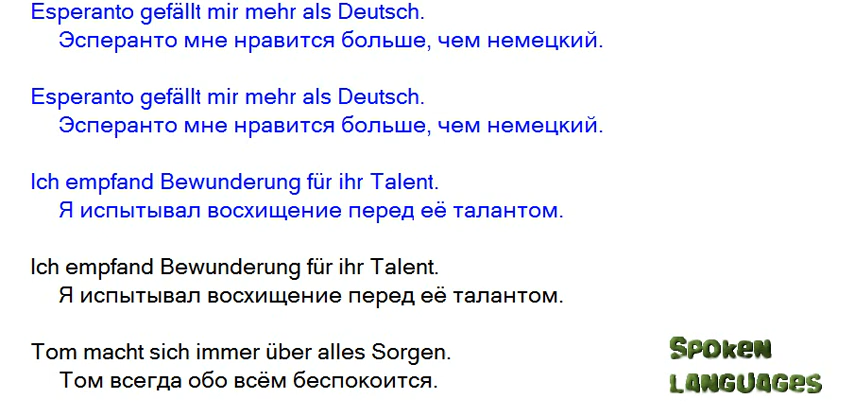 Esperanto gefällt mir mehr als Deutsch.
Эсперанто мне нравится больше, чем немецкий.
Esperanto gefällt mir mehr als Deutsch.
Эсперанто мне нравится больше, чем немецкий.
Ich empfand Bewunderung für ihr Talent.
Я испытывал восхищение перед её талантом.
Ich empfand Bewunderung für ihr Talent.
Я испытывал восхищение перед её талантом.
Tom macht sich immer über alles Sorgen.
Том всегда обо всём беспокоится.
Spoken
Languages